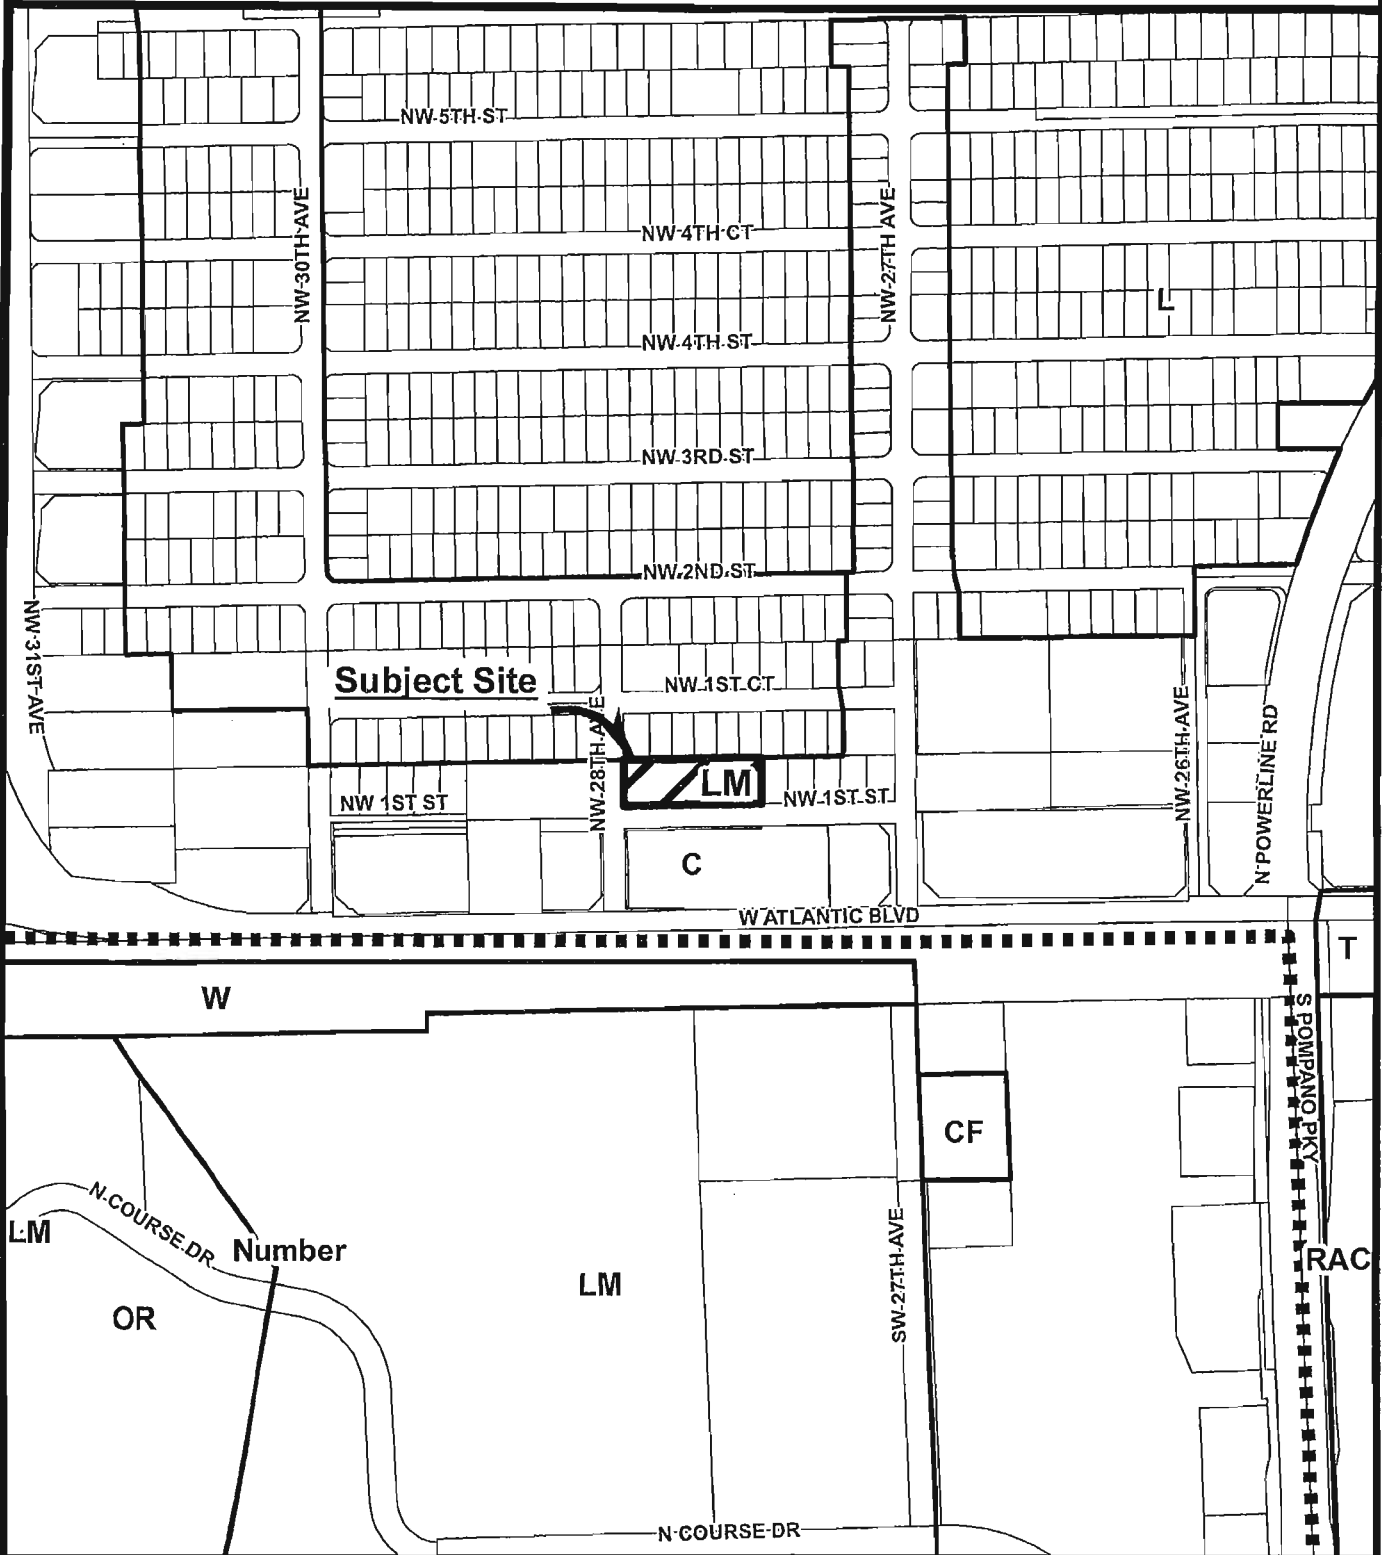 NW 5TH ST
NW 30TH AVE
NW 27TH AVE
NW 4TH CT
L
NW 4TH ST
NW 3RD ST
NW 2ND ST
NW 31ST AVE
Subject Site
NW 1ST CT
NW 28TH AVE
NW 26TH AVE
N POWERLINE RD
LM
NW 1ST ST
NW 1ST ST
C
W ATLANTIC BLVD
T
W
S POMPANO PKY
CF
N COURSE DR
LM
Number
SW 27TH AVE
RAC
LM
OR
N COURSE DR